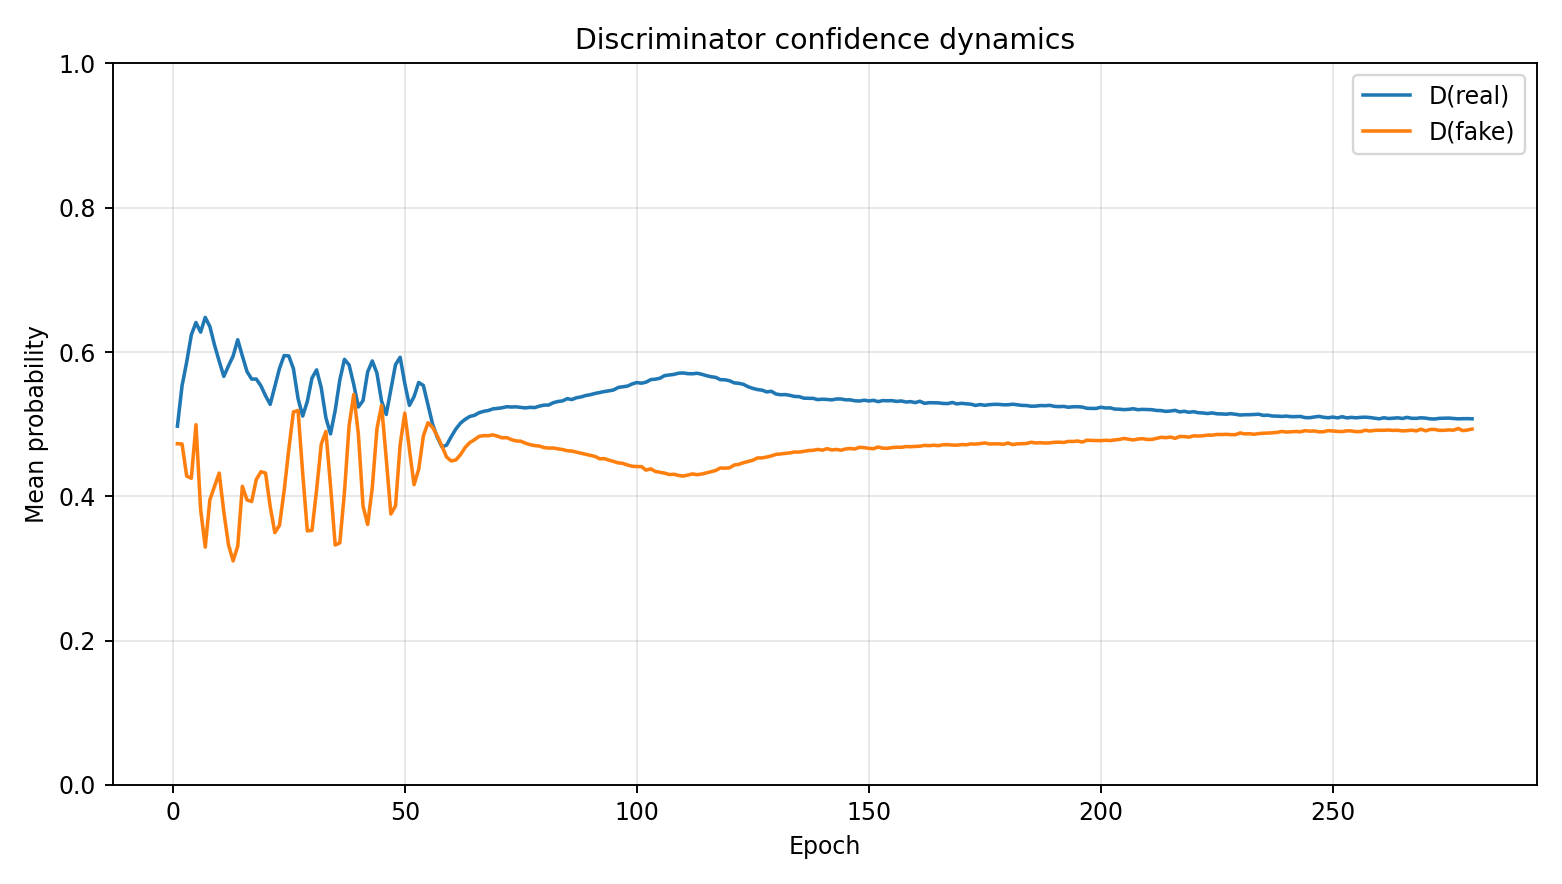 Discriminator confidence dynamics
1.0
0.8
0.6
0.4
0.2
0.0
Mean probability
D(real)
D(fake)
0 50 100 150 200 250
Epoch